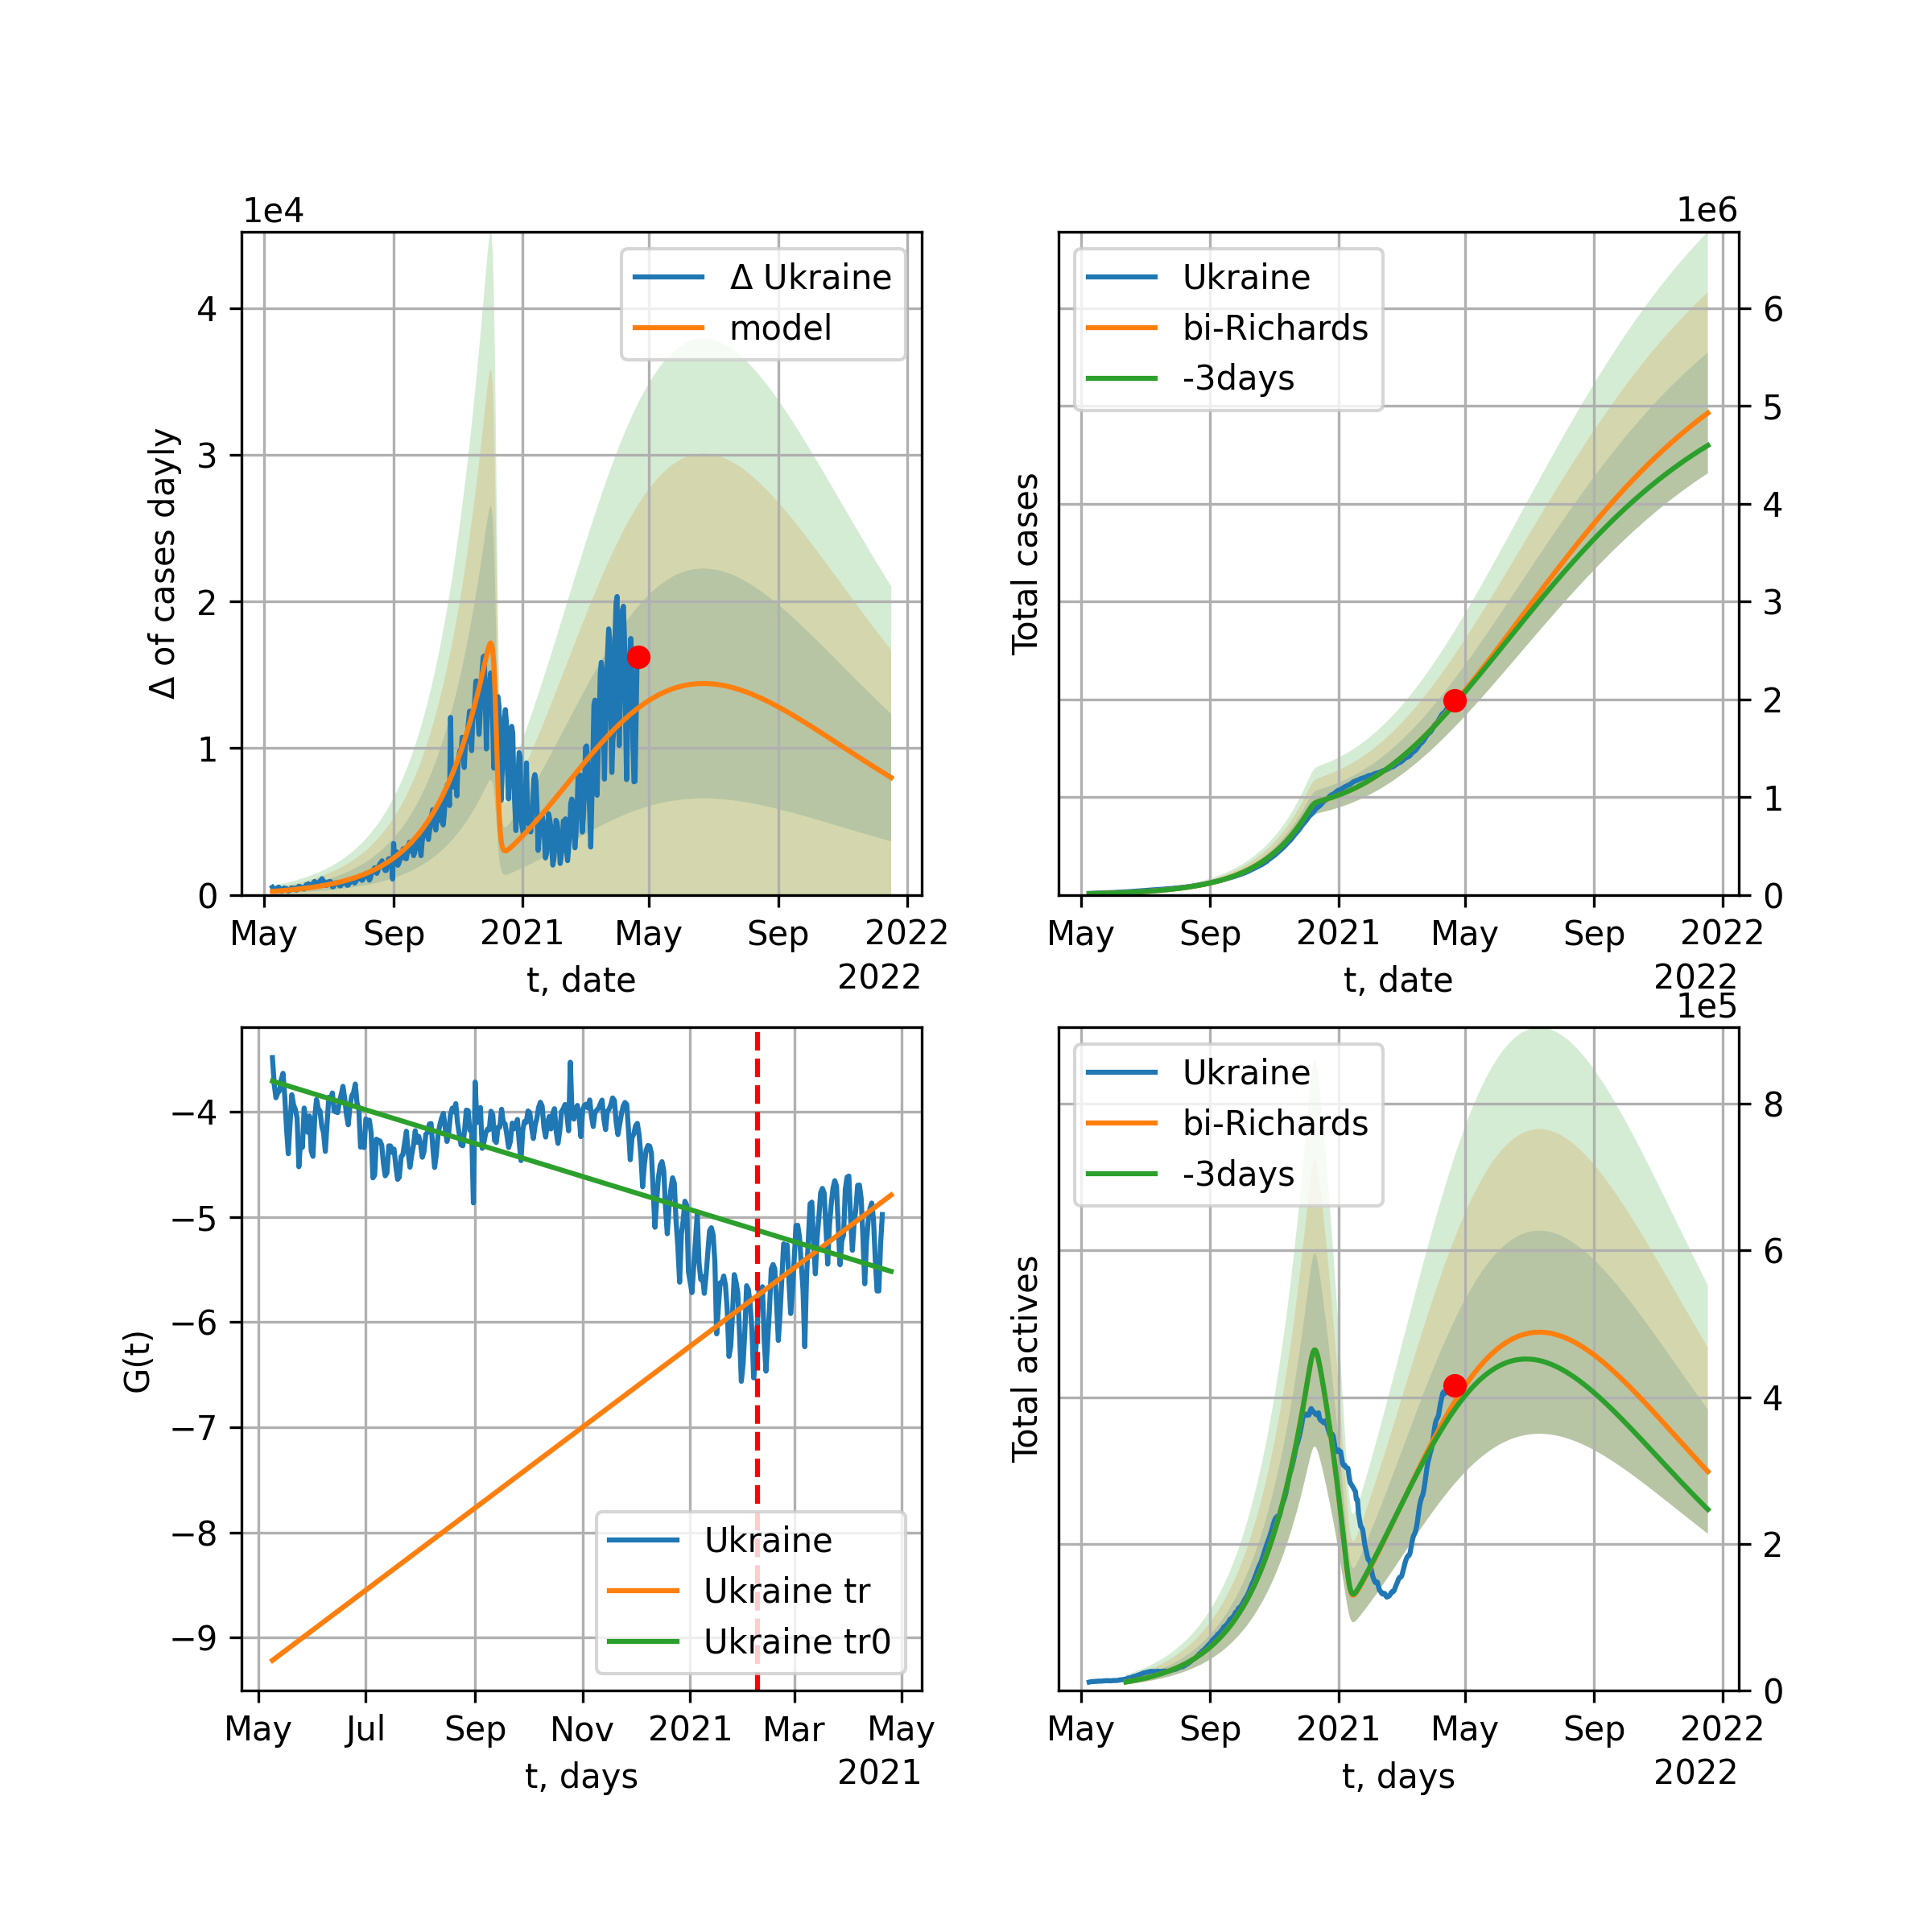 1e4
Δ Ukraine
model
4
3
2
1
0
Δ of cases dayly
May Sep 2021 May Sep 2022
t, date
2022
1e6
Ukraine
bi-Richards
-3days
6
5
4
3
2
1
0
Total cases
May Sep 2021 May Sep 2022
t, date
2022
−4
−5
−6
−7
−8
−9
G(t)
Ukraine
Ukraine tr
Ukraine tr0
May Jul Sep Nov 2021 Mar May
t, days
2021
1e5
Ukraine
bi-Richards
-3days
8
6
4
2
0
Total actives
May Sep 2021 May Sep 2022
t, days
2022